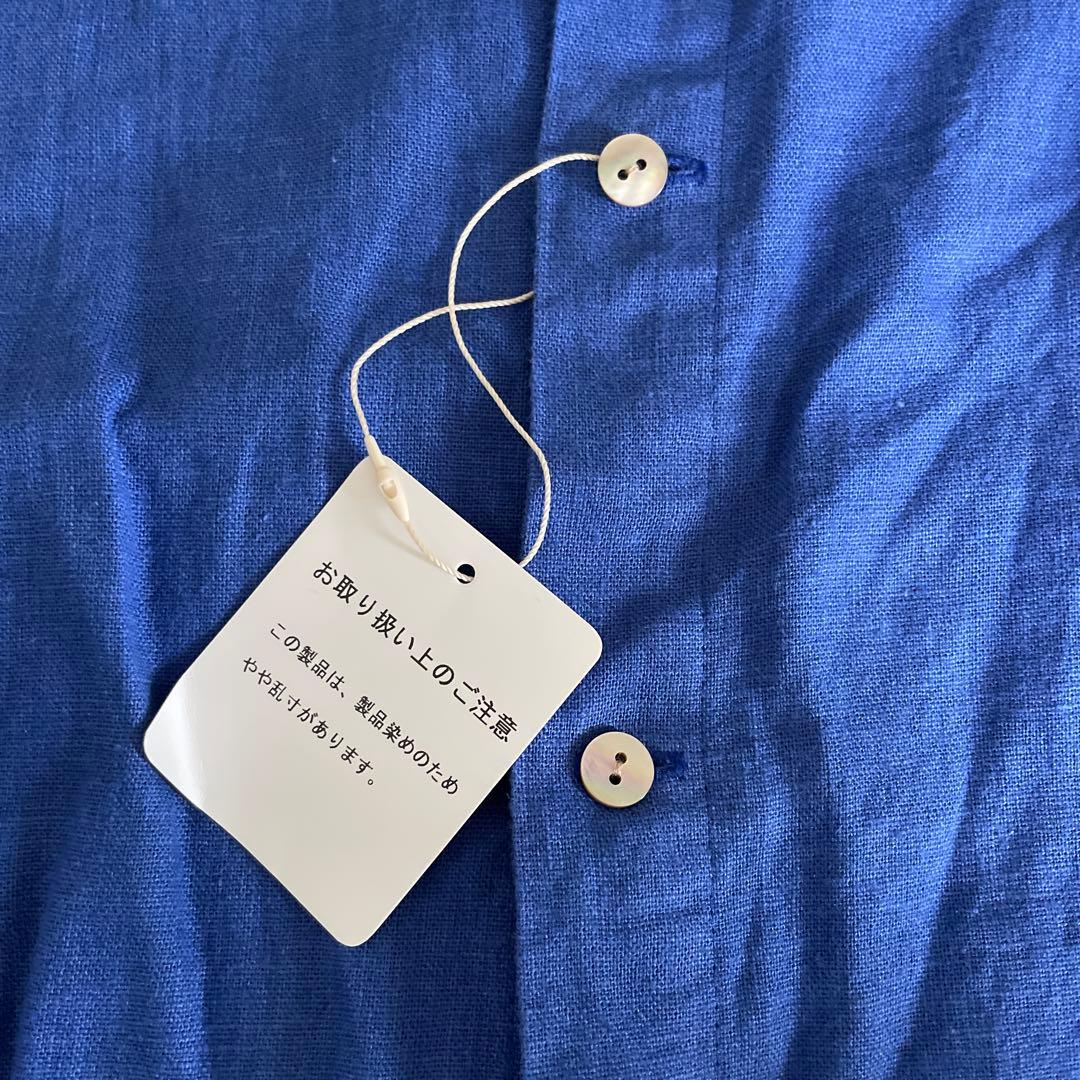 お取り扱い上のご注意
この製品は、製品染めのため
やや乱寸があります。